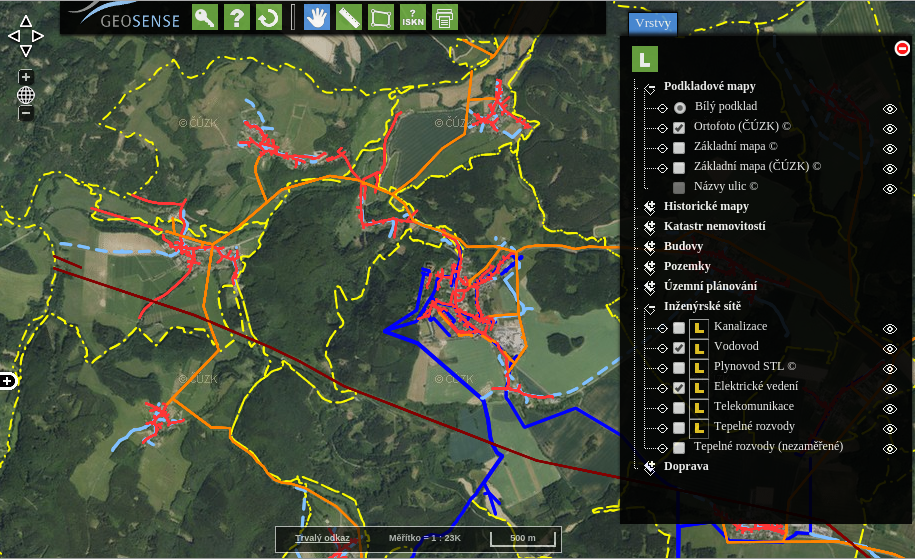 GEOSENSE
?
?
ISKN
Vrstvy
Podkladové mapy
Bílý podklad
Ortofoto (ČÚZK) ©
Základní mapa ©
Základní mapa (ČÚZK) ©
Názvy ulic ©
Historické mapy
Katastr nemovitostí
Budovy
Pozemky
Územní plánování
Inženýrské sítě
Kanalizace
Vodovod
Plynovod STL ©
Elektrické vedení
Telekomunikace
Tepelné rozvody
Tepelné rozvody (nezaměřené)
Doprava
© ČÚZK
© ČÚZK
© ČÚZK
© ČÚZK
Trvalý odkaz
Měřítko = 1 : 23K
500 m